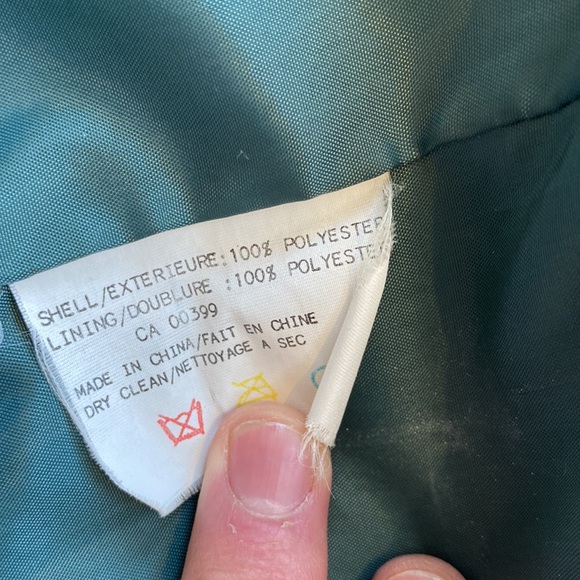 SHELL/EXTERIEURE:100% POLYESTER
LINING/DOUBLURE :100% POLYESTE
CA 00399
MADE IN CHINA/FAIT EN CHINE
DRY CLEAN/NETTOYAGE A SEC